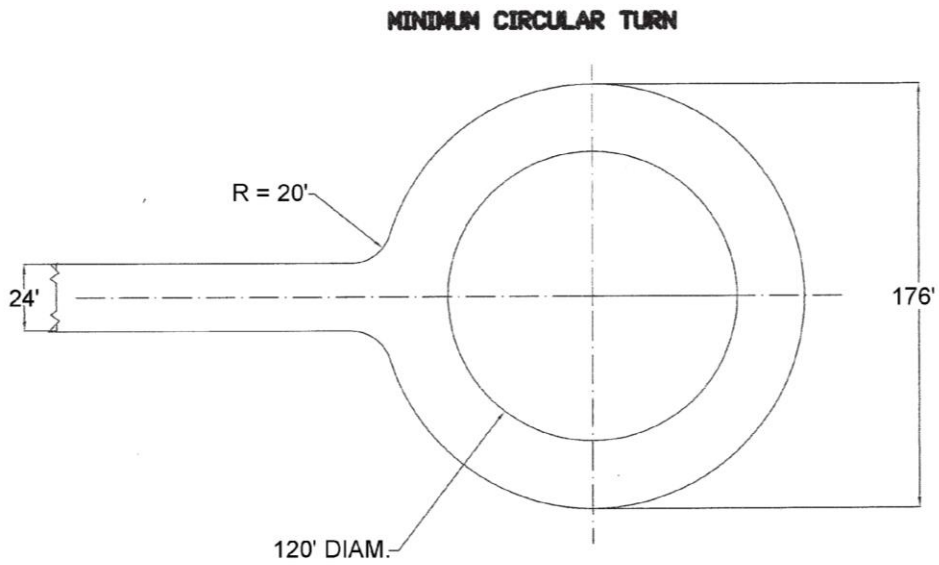 MINIMUM CIRCULAR TURN
R = 20'
24'
176'
120' DIAM.